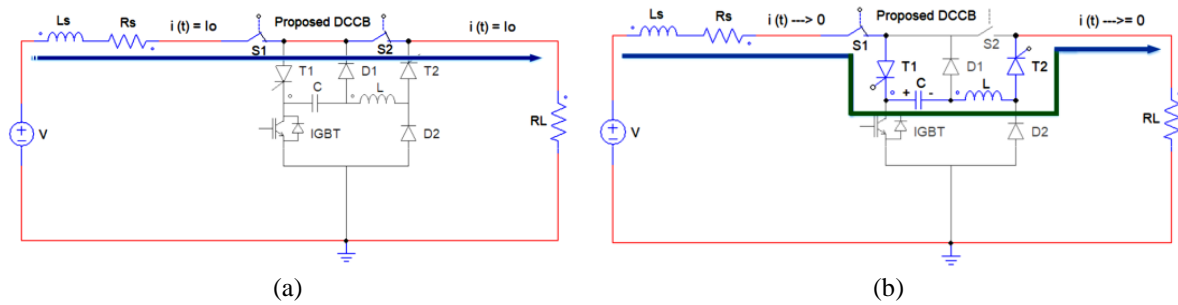 Ls
Rs
i (t) = Io
Proposed DCCB
i (t) = Io
S1
S2
T1
D1
T2
C
L
V
IGBT
D2
RL
(a)
Ls
Rs
i (t) ---> 0
Proposed DCCB
i (t) --->= 0
S1
S2
T1
D1
T2
C
+ -
L
V
IGBT
D2
RL
(b)